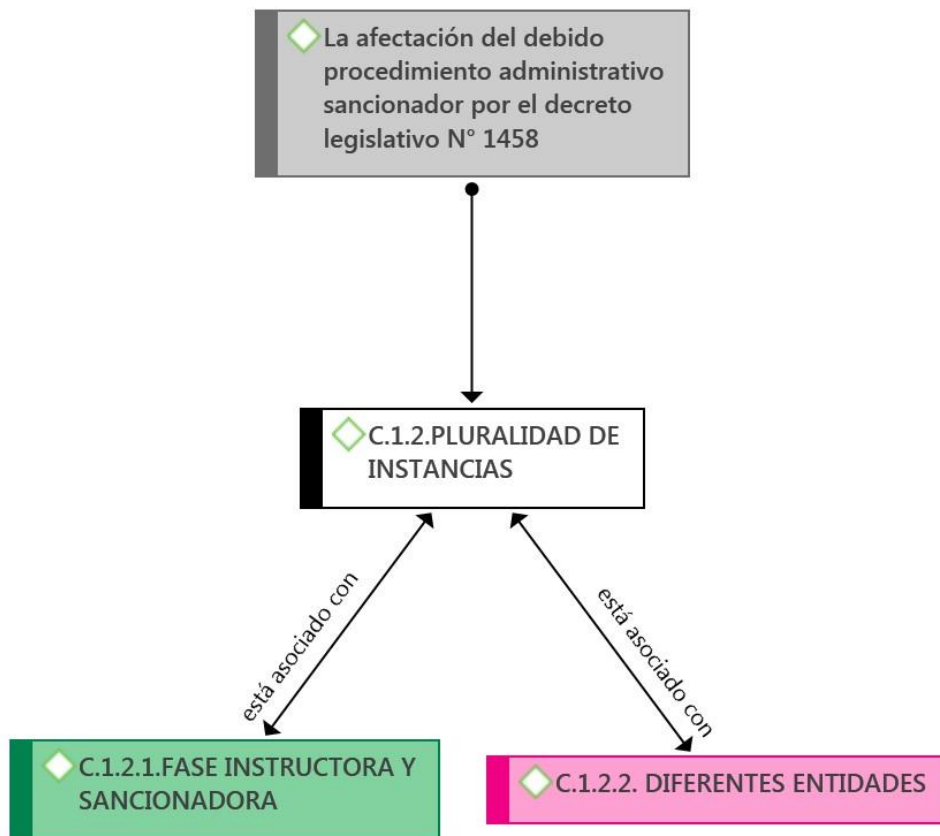 La afectación del debido
procedimiento administrativo
sancionador por el decreto
legislativo N° 1458
C.1.2.PLURALIDAD DE
INSTANCIAS
está asociado con
está asociado con
C.1.2.1.FASE INSTRUCTORA Y
SANCIONADORA
C.1.2.2. DIFERENTES ENTIDADES